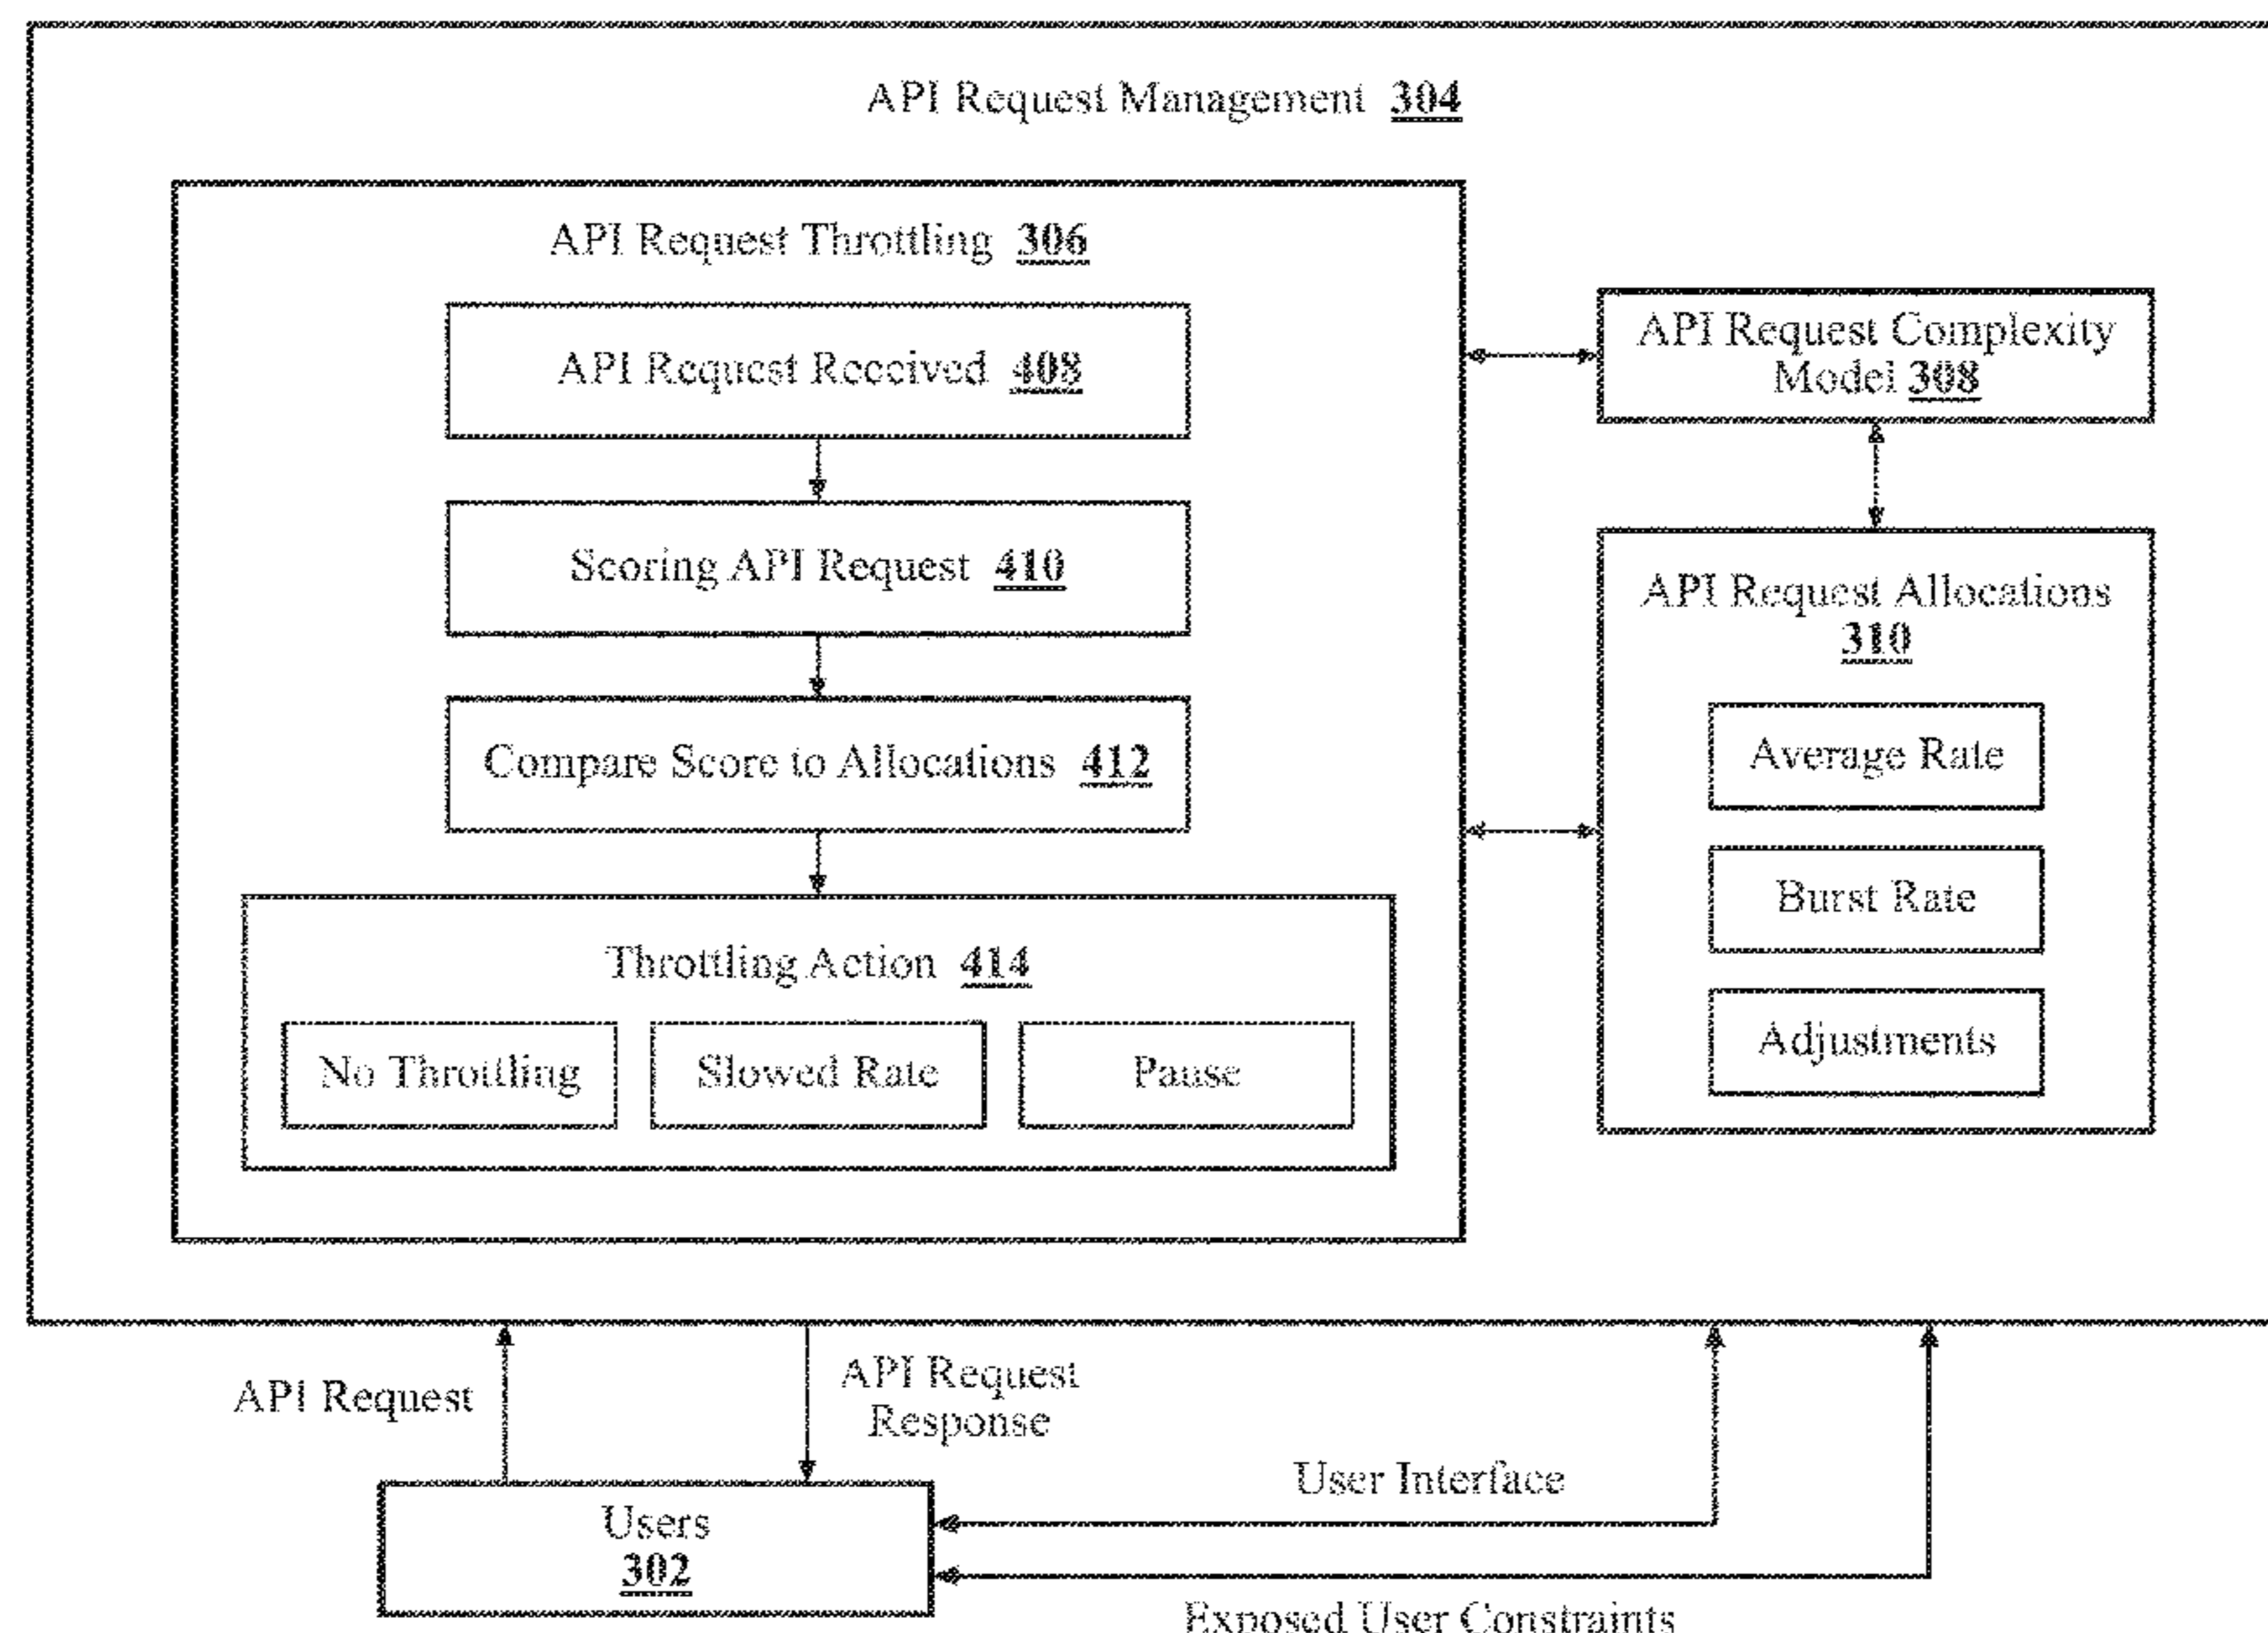 API Request Management 304
API Request Throttling 306
API Request Received 408
Scoring API Request 410
Compare Score to Allocations 412
Throttling Action 414
No Throttling
Slowed Rate
Pause
API Request Complexity
Model 308
API Request Allocations
310
Average Rate
Burst Rate
Adjustments
API Request
API Request
Response
User Interface
Users
302
Exposed User Constraints